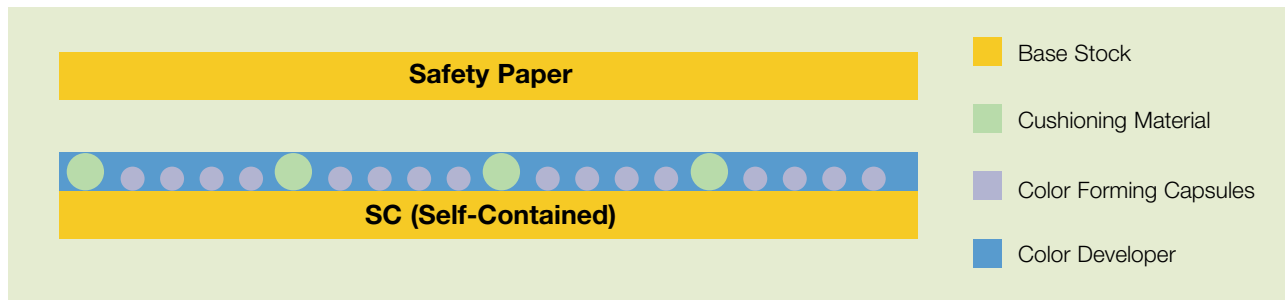 Safety Paper
SC (Self-Contained)
Base Stock
Cushioning Material
Color Forming Capsules
Color Developer